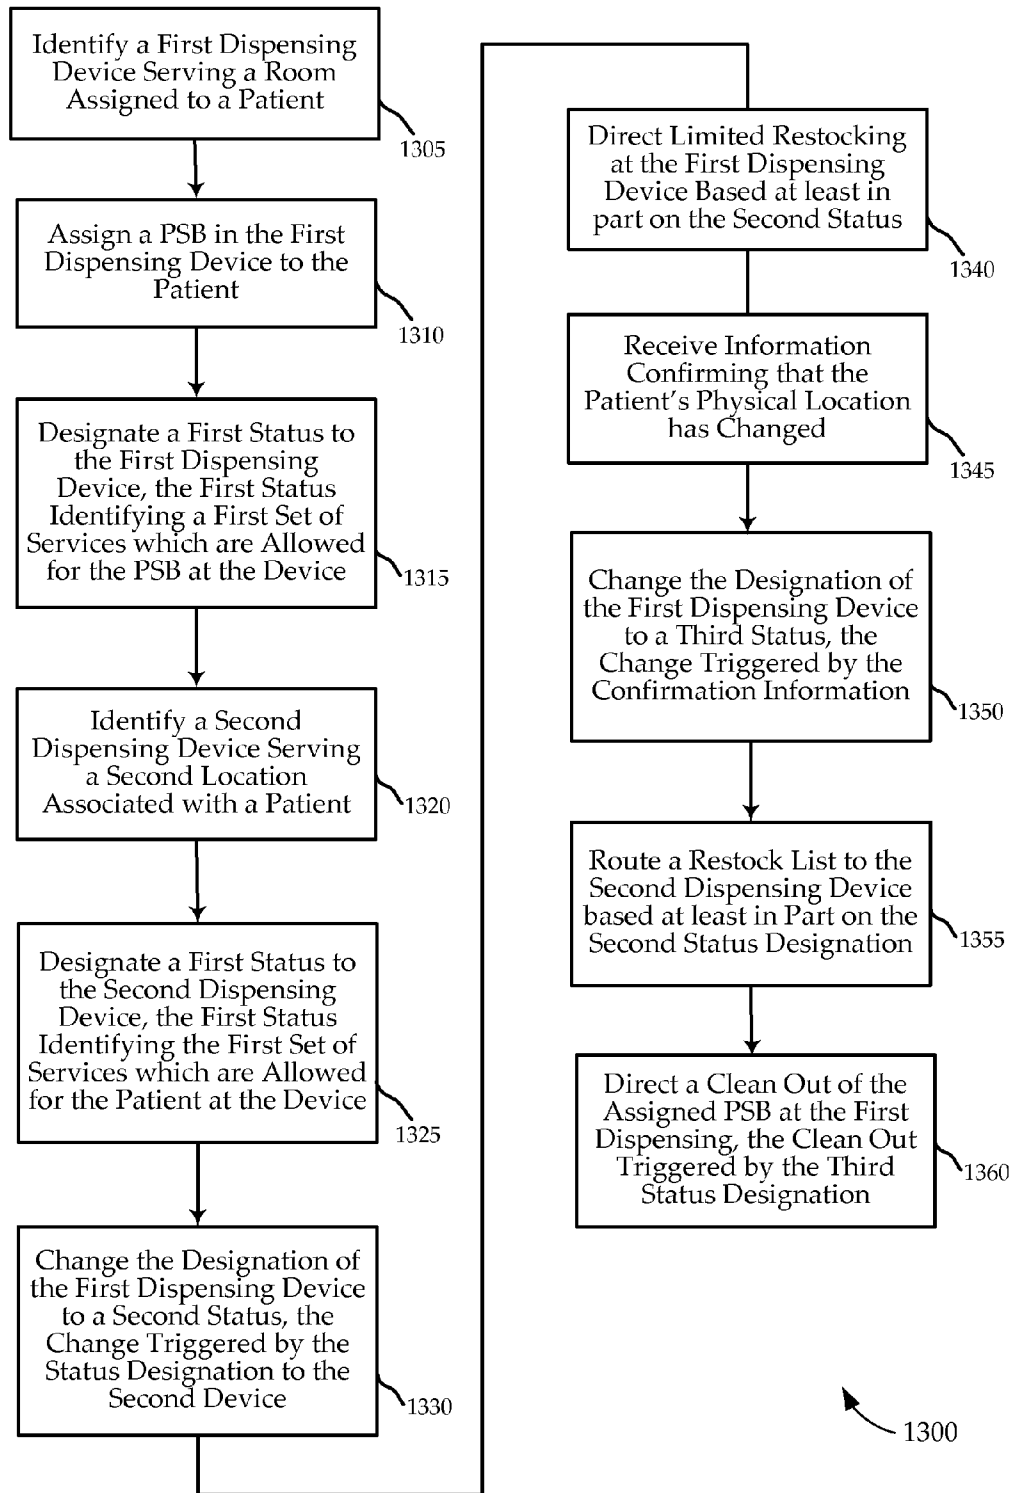 Identify a First Dispensing
Device Serving a Room
Assigned to a Patient
1305
Assign a PSB in the First
Dispensing Device to the
Patient
1310
Designate a First Status to
the First Dispensing
Device, the First Status
Identifying a First Set of
Services which are Allowed
for the PSB at the Device
1315
Identify a Second
Dispensing Device Serving
a Second Location
Associated with a Patient
1320
Designate a First Status to
the Second Dispensing
Device, the First Status
Identifying the First Set of
Services which are Allowed
for the Patient at the Device
1325
Change the Designation of
the First Dispensing Device
to a Second Status, the
Change Triggered by the
Status Designation to the
Second Device
1330
Direct Limited Restocking
at the First Dispensing
Device Based at least in
part on the Second Status
1340
Receive Information
Confirming that the
Patient's Physical Location
has Changed
1345
Change the Designation of
the First Dispensing Device
to a Third Status, the
Change Triggered by the
Confirmation Information
1350
Route a Restock List to the
Second Dispensing Device
based at least in Part on the
Second Status Designation
1355
Direct a Clean Out of the
Assigned PSB at the First
Dispensing, the Clean Out
Triggered by the Third
Status Designation
1360
1300